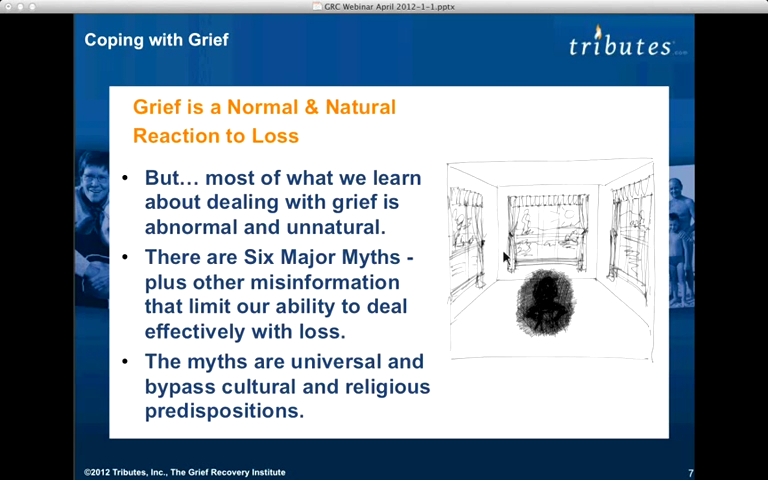 GRC Webinar April 2012-1-1.pptx
Coping with Grief
tributes.com
Grief is a Normal & Natural
Reaction to Loss
• But… most of what we learn
about dealing with grief is
abnormal and unnatural.
• There are Six Major Myths -
plus other misinformation
that limit our ability to deal
effectively with loss.
• The myths are universal and
bypass cultural and religious
predispositions.
©2012 Tributes, Inc., The Grief Recovery Institute
7